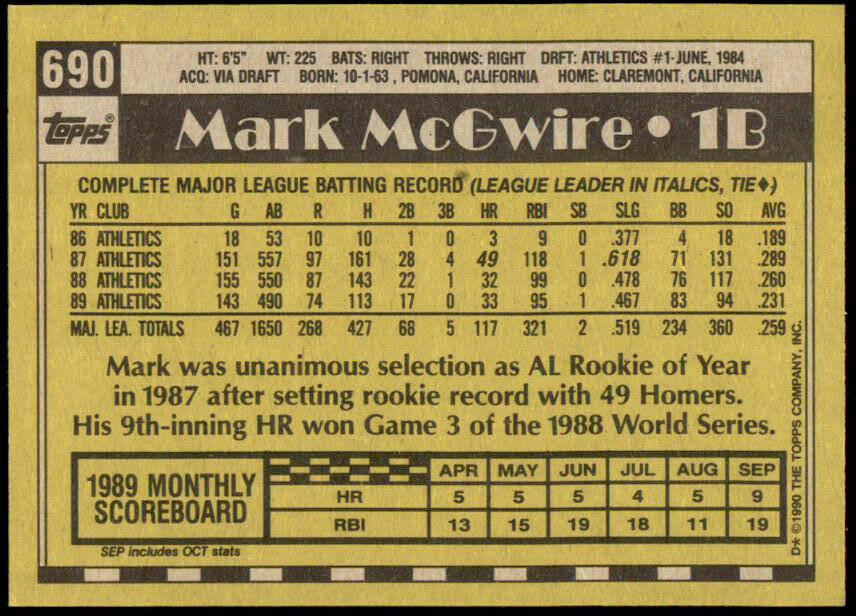 690
HT: 6'5" WT: 225 BATS: RIGHT THROWS: RIGHT DRFT: ATHLETICS #1-JUNE, 1984
ACQ: VIA DRAFT BORN: 10-1-63 , POMONA, CALIFORNIA HOME: CLAREMONT, CALIFORNIA
Topps®
Mark McGwire • 1B
COMPLETE MAJOR LEAGUE BATTING RECORD (LEAGUE LEADER IN ITALICS, TIE♦)
YR CLUB G AB R H 2B 3B HR RBI SB SLG BB SO AVG
86 ATHLETICS 18 53 10 10 1 0 3 9 0 .377 4 18 .189
87 ATHLETICS 151 557 97 161 28 4 49 118 1 .618 71 131 .289
88 ATHLETICS 155 550 87 143 22 1 32 99 0 .478 76 117 .260
89 ATHLETICS 143 490 74 113 17 0 33 95 1 .467 83 94 .231
MAJ. LEA. TOTALS 467 1650 268 427 68 5 117 321 2 .519 234 360 .259
Mark was unanimous selection as AL Rookie of Year
in 1987 after setting rookie record with 49 Homers.
His 9th-inning HR won Game 3 of the 1988 World Series.
1989 MONTHLY
SCOREBOARD
APR MAY JUN JUL AUG SEP
HR 5 5 5 4 5 9
RBI 13 15 19 18 11 19
SEP includes OCT stats
D* ©1990 THE TOPPS COMPANY, INC.